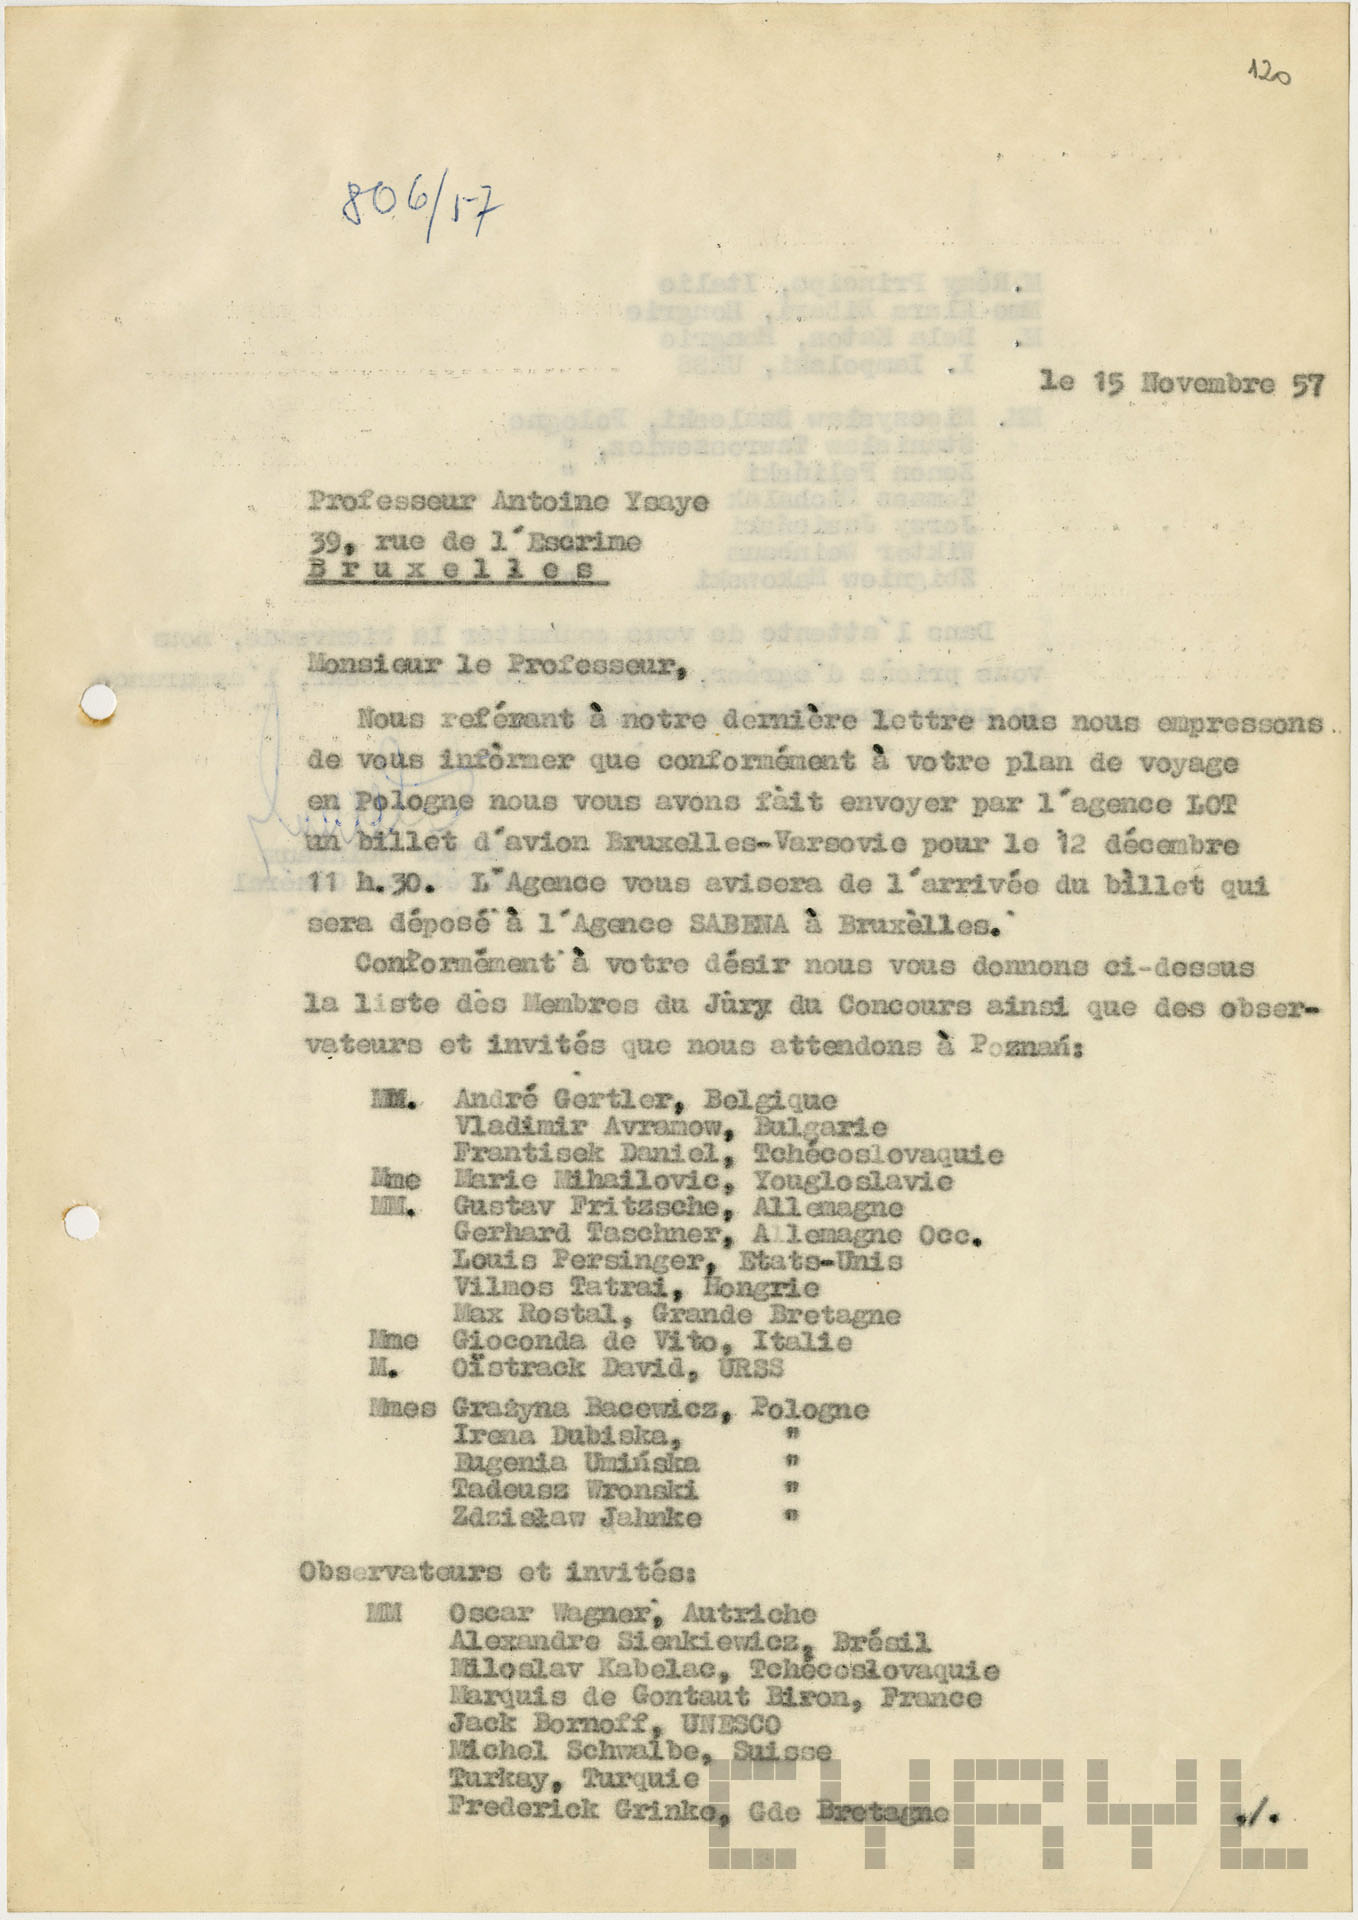 120
806/57
le 15 Novembre 57
Professeur Antoine Ysaye
39, rue de l´Escrime
Bruxelles
Monsieur le Professeur,
Nous reférant à notre dernière lettre nous nous empressons
de vous informer que conformément à votre plan de voyage
en Pologne nous vous avons fait envoyer par l´agence LOT
un billet d´avion Bruxelles-Varsovie pour le 12 décembre
11 h.30. L´Agence vous avisera de l´arrivée du billet qui
sera déposé à l´Agence SABENA à Bruxelles.
Conformément à votre désir nous vous donnons ci-dessus
la liste des Membres du Jury du Concours ainsi que des obser-
vateurs et invités que nous attendons à Poznań:
MM. André Gertler, Belgique
Vladimir Avramow, Bulgarie
Frantisek Daniel, Tchécoslovaquie
Mme Marie Mihailovic, Yougloslavie
MM. Gustav Fritzsche, Allemagne
Gerhard Taschner, Allemagne Occ.
Louis Persinger, Etats-Unis
Vilmos Tatrai, Hongrie
Max Rostal, Grande Bretagne
Mme Gioconda de Vito, Italie
M. Oïstrack David, URSS
Mmes Grażyna Bacewicz, Pologne
Irena Dubiska, "
Eugenia Umińska "
Tadeusz Wronski "
Zdzisław Jahnke "
Observateurs et invités:
MM Oscar Wagner, Autriche
Alexandre Sienkiewicz, Brésil
Miloslav Kabelac, Tchécoslovaquie
Marquis de Gontaut Biron, France
Jack Bornoff, UNESCO
Michel Schwalbe, Suisse
Turkay, Turquie
Frederick Grinke, Gde Bretagne ./.
CYRYL